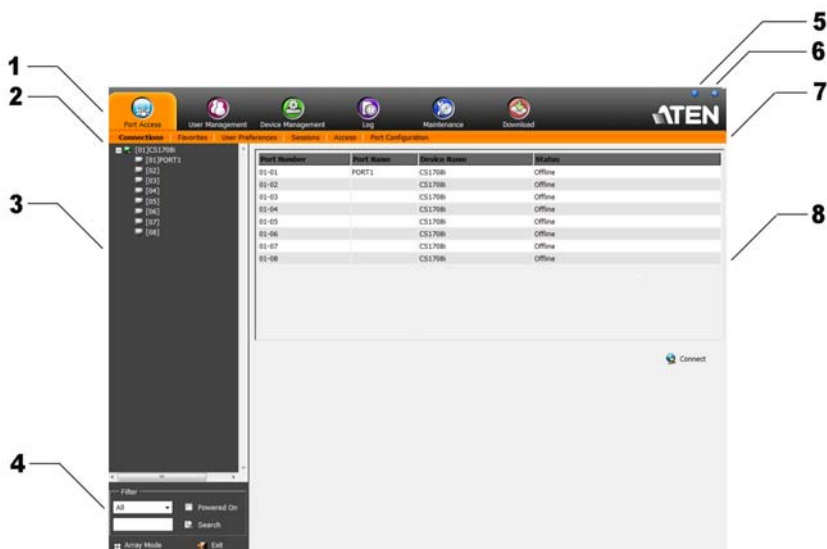 5
6
1
2
7
3
8
4
ATEN
Port Access User Management Device Management Log Maintenance Download
Connections Favorites User Preferences Sessions Access Port Configuration
[01]CS1708i
[01]PORT1
[02]
[03]
[04]
[05]
[06]
[07]
[08]
Port Number Port Name Device Name Status
01-01 PORT1 CS1708i Offline
01-02 CS1708i Offline
01-03 CS1708i Offline
01-04 CS1708i Offline
01-05 CS1708i Offline
01-06 CS1708i Offline
01-07 CS1708i Offline
01-08 CS1708i Offline
Connect
Filter
All Powered On
Search
Array Mode Exit